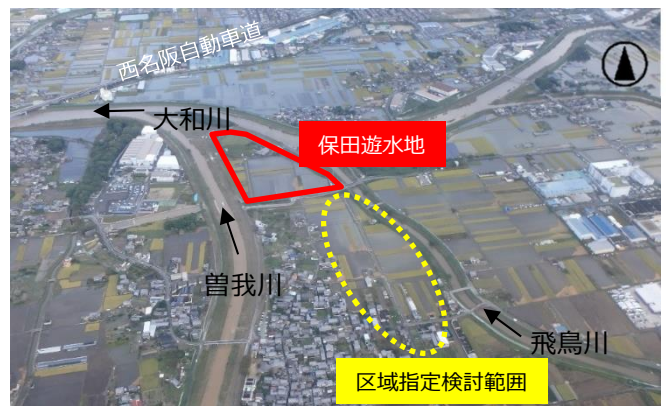 西名阪自動車道
大和川
保田遊水地
曽我川
飛鳥川
区域指定検討範囲